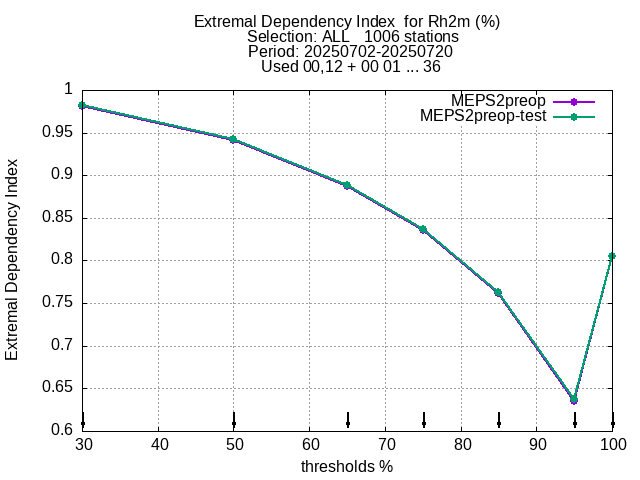 Extremal Dependency Index  for Rh2m (%)
Selection: ALL   1006 stations
Period: 20250702-20250720
Used 00,12 + 00 01 ... 36
MEPS2preop
MEPS2preop-test
Extremal Dependency Index
1
0.95
0.9
0.85
0.8
0.75
0.7
0.65
0.6
30 40 50 60 70 80 90 100
thresholds %